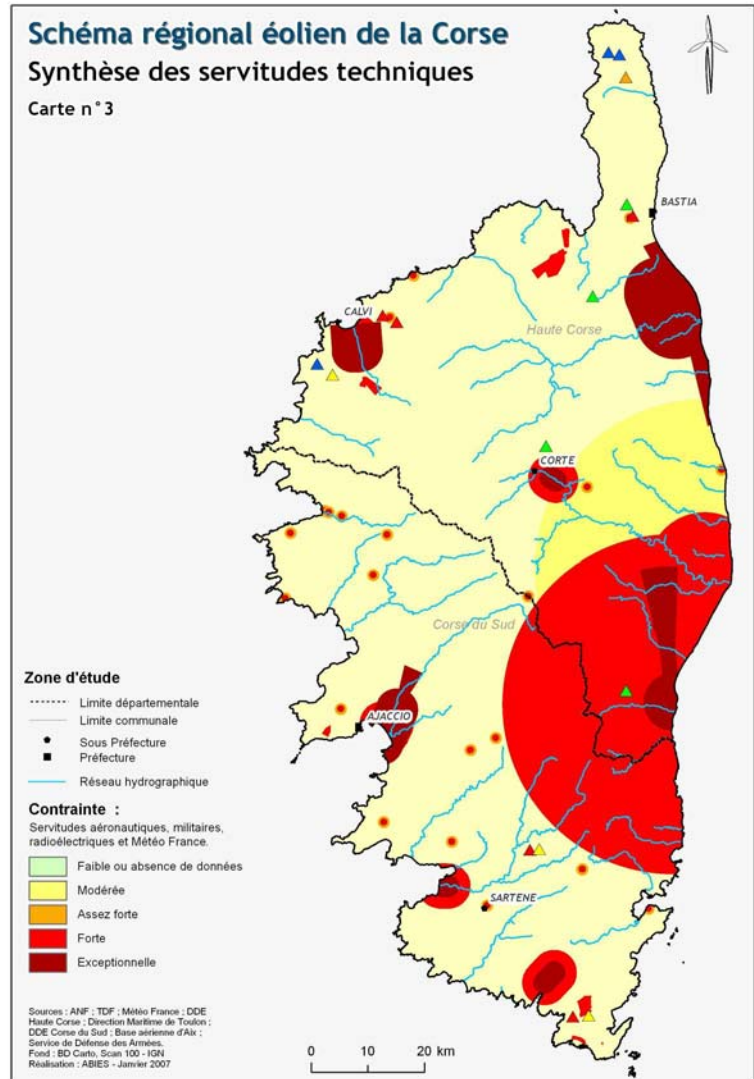 Schéma régional éolien de la Corse
Synthèse des servitudes techniques
Carte n°3
BASTIA
CALVI
Haute Corse
CORTE
Corse du Sud
AJACCIO
SARTENE
Zone d'étude
Limite départementale
Limite communale
Sous Préfecture
Préfecture
Réseau hydrographique
Contrainte :
Servitudes aéronautiques, militaires,
radioélectriques et Météo France.
Faible ou absence de données
Modérée
Assez forte
Forte
Exceptionnelle
Sources : ANF ; TDF ; Météo France ; DDE
Haute Corse ; Direction Maritime de Toulon ;
DDE Corse du Sud ; Base aérienne d'Aix ;
Service de Défense des Armées.
Fond : BD Carto, Scan 100 - IGN
Réalisation : ABIES - Janvier 2007
0 10 20 km